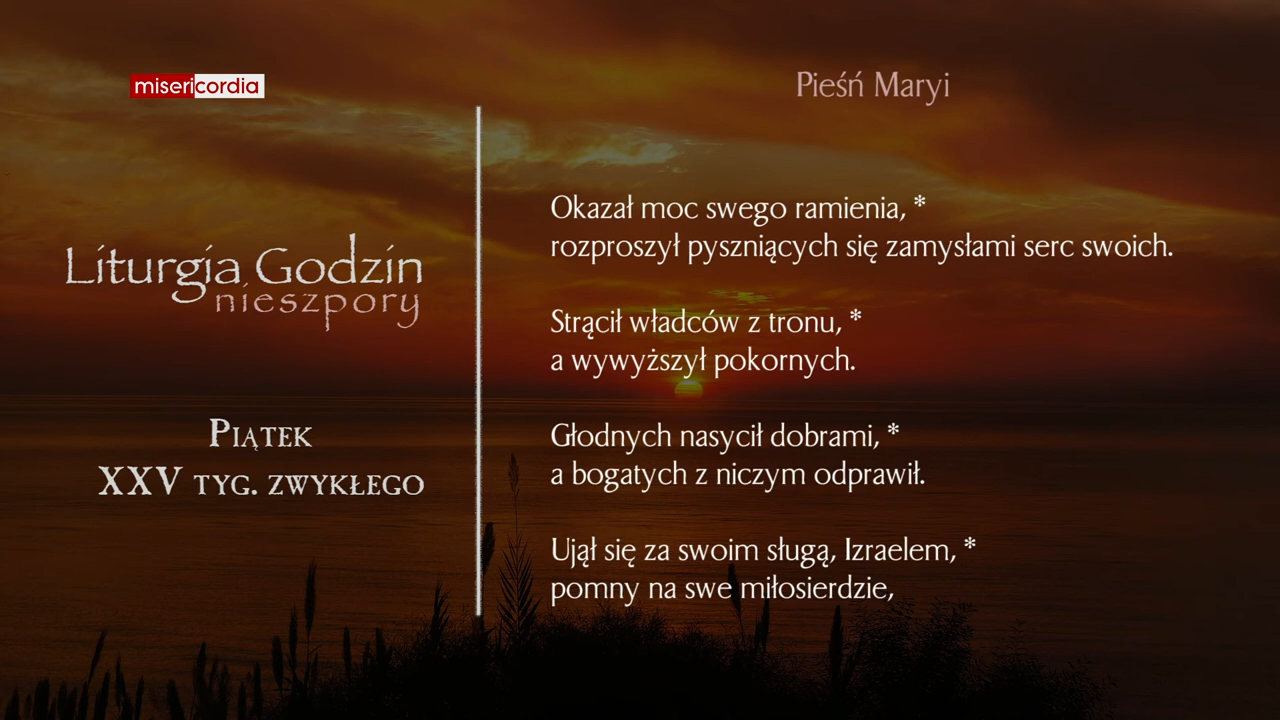 misericordia
Pieśń Maryi
Liturgia Godzin
nieszpory
Piątek
XXV tyg. zwykłego
Okazał moc swego ramienia, *
rozproszył pyszniących się zamysłami serc swoich.
Strącił władców z tronu, *
a wywyższył pokornych.
Głodnych nasycił dobrami, *
a bogatych z niczym odprawił.
Ujął się za swoim sługą, Izraelem, *
pomny na swe miłosierdzie,